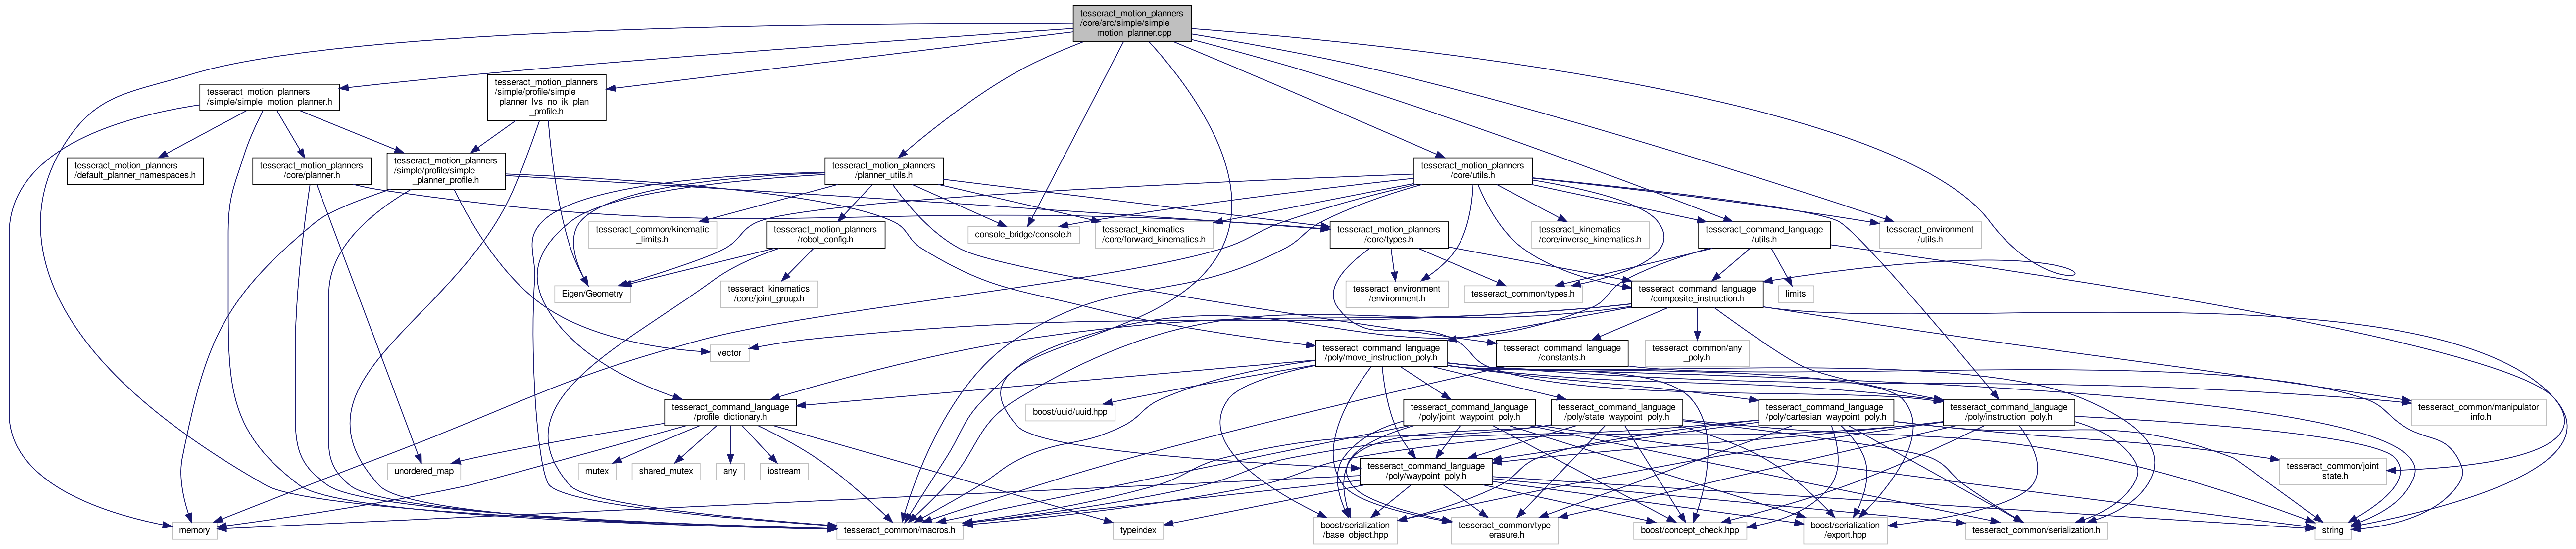 tesseract_motion_planners
/core/src/simple/simple
_motion_planner.cpp
tesseract_motion_planners
/simple/simple_motion_planner.h
tesseract_motion_planners
/simple/profile/simple
_planner_lvs_no_ik_plan
_profile.h
tesseract_motion_planners
/default_planner_namespaces.h
tesseract_motion_planners
/core/planner.h
tesseract_motion_planners
/simple/profile/simple
_planner_profile.h
tesseract_motion_planners
/planner_utils.h
tesseract_motion_planners
/core/utils.h
tesseract_common/kinematic
_limits.h
tesseract_motion_planners
/robot_config.h
console_bridge/console.h
tesseract_kinematics
/core/forward_kinematics.h
tesseract_motion_planners
/core/types.h
tesseract_kinematics
/core/inverse_kinematics.h
tesseract_command_language
/utils.h
tesseract_environment
/utils.h
Eigen/Geometry
tesseract_kinematics
/core/joint_group.h
tesseract_environment
/environment.h
tesseract_common/types.h
tesseract_command_language
/composite_instruction.h
limits
vector
tesseract_command_language
/poly/move_instruction_poly.h
tesseract_command_language
/constants.h
tesseract_common/any
_poly.h
tesseract_command_language
/profile_dictionary.h
boost/uuid/uuid.hpp
tesseract_command_language
/poly/joint_waypoint_poly.h
tesseract_command_language
/poly/state_waypoint_poly.h
tesseract_command_language
/poly/cartesian_waypoint_poly.h
tesseract_command_language
/poly/instruction_poly.h
tesseract_common/manipulator
_info.h
unordered_map
mutex
shared_mutex
any
iostream
tesseract_command_language
/poly/waypoint_poly.h
tesseract_common/joint
_state.h
memory
tesseract_common/macros.h
typeindex
boost/serialization
/base_object.hpp
tesseract_common/type
_erasure.h
boost/concept_check.hpp
boost/serialization
/export.hpp
tesseract_common/serialization.h
string